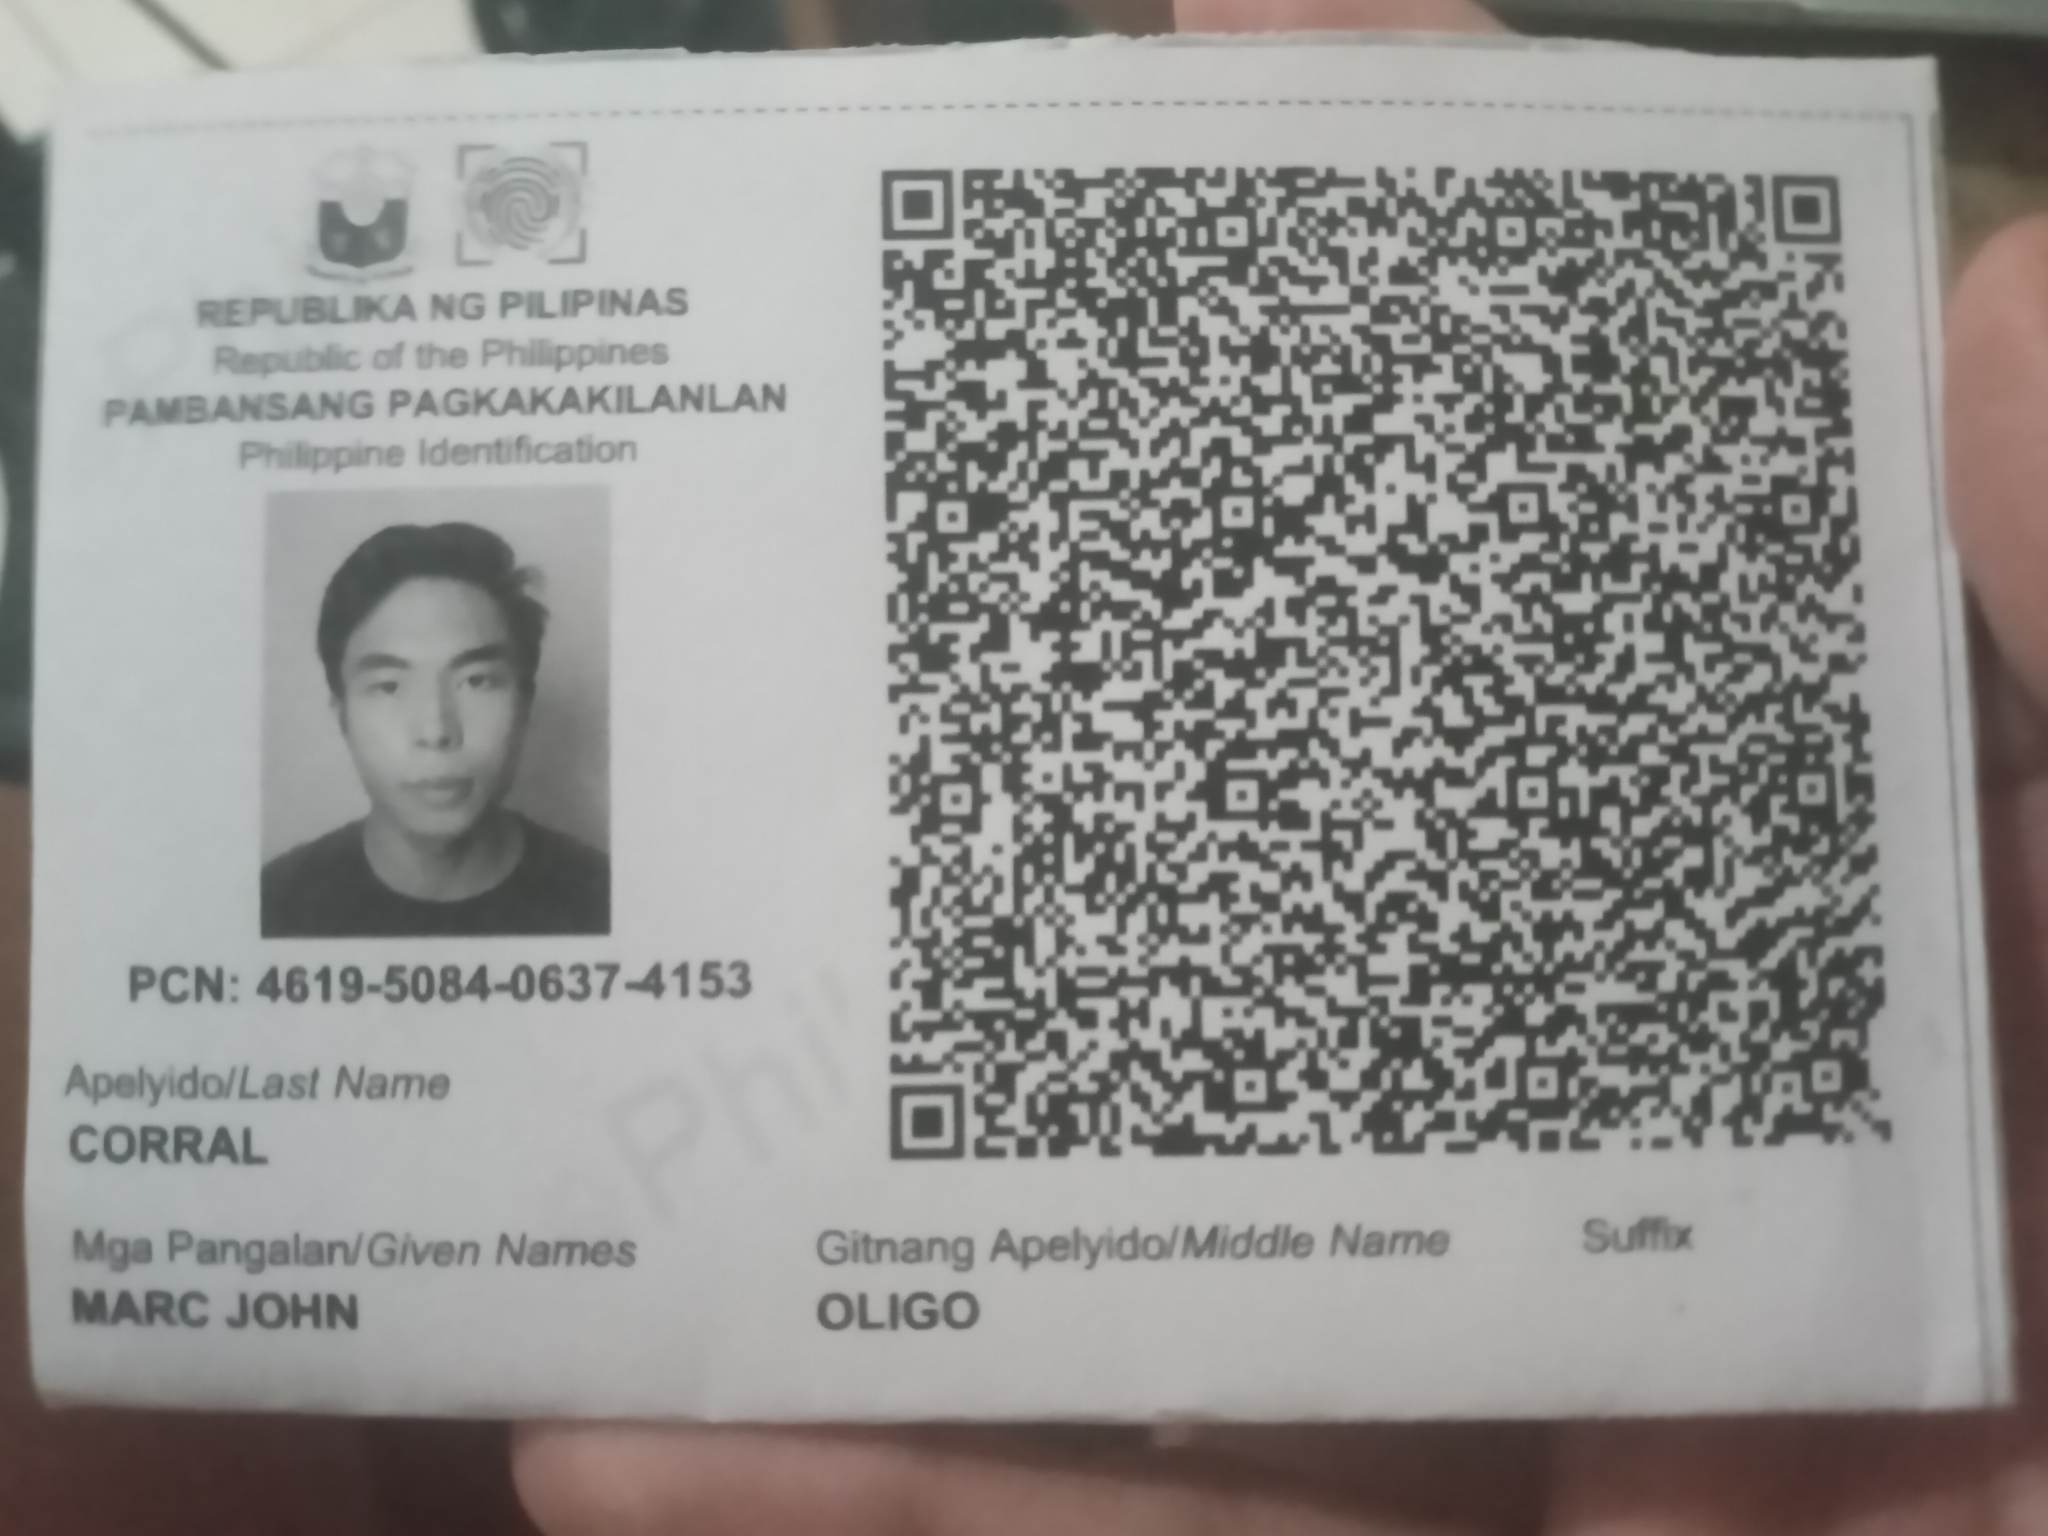 REPUBLIKA NG PILIPINAS
Republic of the Philippines
PAMBANSANG PAGKAKAKILANLAN
Philippine Identification
PCN: 4619-5084-0637-4153
Apelyido/Last Name
CORRAL
Mga Pangalan/Given Names
MARC JOHN
Gitnang Apelyido/Middle Name
OLIGO
Suffix
Phil